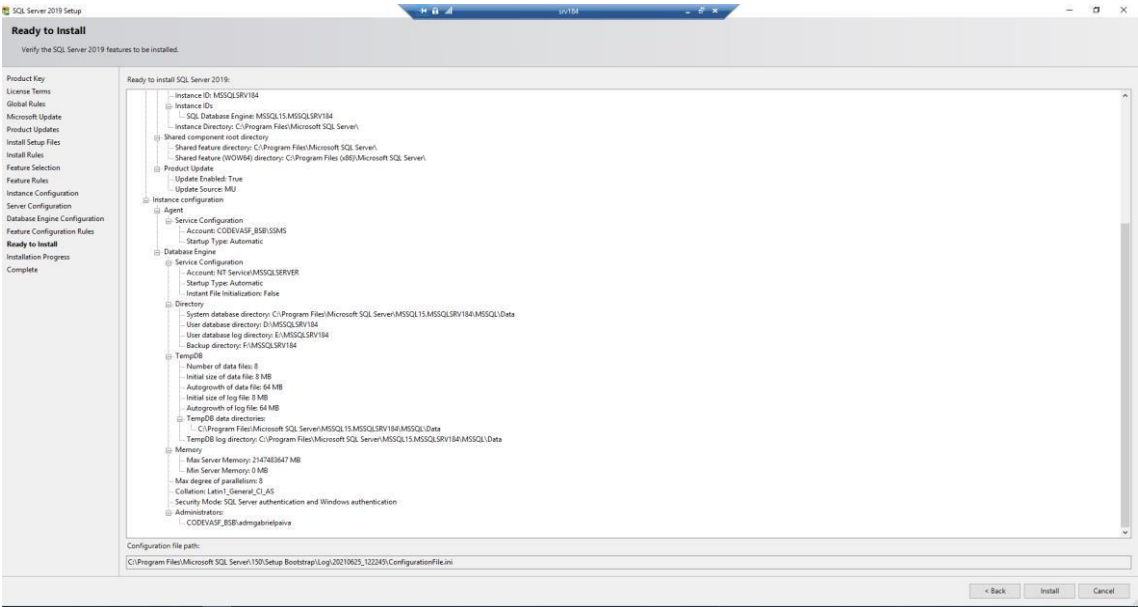 SQL Server 2019 Setup
srv184
Ready to Install
Verify the SQL Server 2019 features to be installed.
Product Key
License Terms
Global Rules
Microsoft Update
Product Updates
Install Setup Files
Install Rules
Feature Selection
Feature Rules
Instance Configuration
Server Configuration
Database Engine Configuration
Feature Configuration Rules
Ready to Install
Installation Progress
Complete
Ready to install SQL Server 2019:
Instance ID: MSSQLSRV184
Instance IDs
SQL Database Engine: MSSQL15.MSSQLSRV184
Instance Directory: C:\Program Files\Microsoft SQL Server\
Shared component root directory
Shared feature directory: C:\Program Files\Microsoft SQL Server\
Shared feature (WOW64) directory: C:\Program Files (x86)\Microsoft SQL Server\
Product Update
Update Enabled: True
Update Source: MU
Instance configuration
Agent
Service Configuration
Account: CODEVASF_BSB\SSMS
Startup Type: Automatic
Database Engine
Service Configuration
Account: NT Service\MSSQLSERVER
Startup Type: Automatic
Instant File Initialization: False
Directory
System database directory: C:\Program Files\Microsoft SQL Server\MSSQL15.MSSQLSRV184\MSSQL\Data
User database directory: D:\MSSQLSRV184
User database log directory: E:\MSSQLSRV184
Backup directory: F:\MSSQLSRV184
TempDB
Number of data files: 8
Initial size of data file: 8 MB
Autogrowth of data file: 64 MB
Initial size of log file: 8 MB
Autogrowth of log file: 64 MB
TempDB data directories:
C:\Program Files\Microsoft SQL Server\MSSQL15.MSSQLSRV184\MSSQL\Data
TempDB log directory: C:\Program Files\Microsoft SQL Server\MSSQL15.MSSQLSRV184\MSSQL\Data
Memory
Max Server Memory: 2147483647 MB
Min Server Memory: 0 MB
Max degree of parallelism: 8
Collation: Latin1_General_CI_AS
Security Mode: SQL Server authentication and Windows authentication
Administrators:
CODEVASF_BSB\admgabrielpaiva
Configuration file path:
C:\Program Files\Microsoft SQL Server\150\Setup Bootstrap\Log\20210625_122245\ConfigurationFile.ini
< Back
Install
Cancel